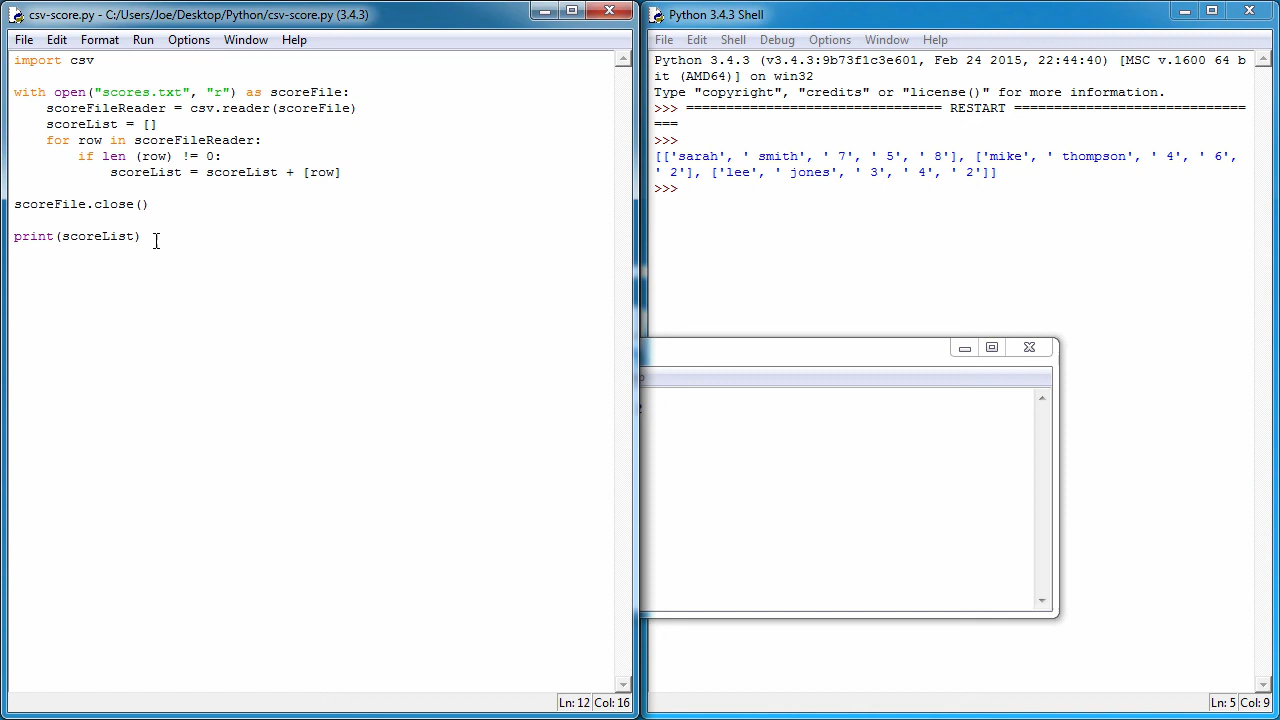 csv-score.py - C:/Users/Joe/Desktop/Python/csv-score.py (3.4.3)
File Edit Format Run Options Window Help
import csv
with open("scores.txt", "r") as scoreFile:
    scoreFileReader = csv.reader(scoreFile)
    scoreList = []
    for row in scoreFileReader:
        if len (row) != 0:
            scoreList = scoreList + [row]
scoreFile.close()
print(scoreList)
Ln: 12 Col: 16
Python 3.4.3 Shell
File Edit Shell Debug Options Window Help
Python 3.4.3 (v3.4.3:9b73f1c3e601, Feb 24 2015, 22:44:40) [MSC v.1600 64 b
it (AMD64)] on win32
Type "copyright", "credits" or "license()" for more information.
>>> ================================ RESTART =============================
===
>>>
[['sarah', ' smith', ' 7', ' 5', ' 8'], ['mike', ' thompson', ' 4', ' 6',
' 2'], ['lee', ' jones', ' 3', ' 4', ' 2']]
>>>
Ln: 5 Col: 9